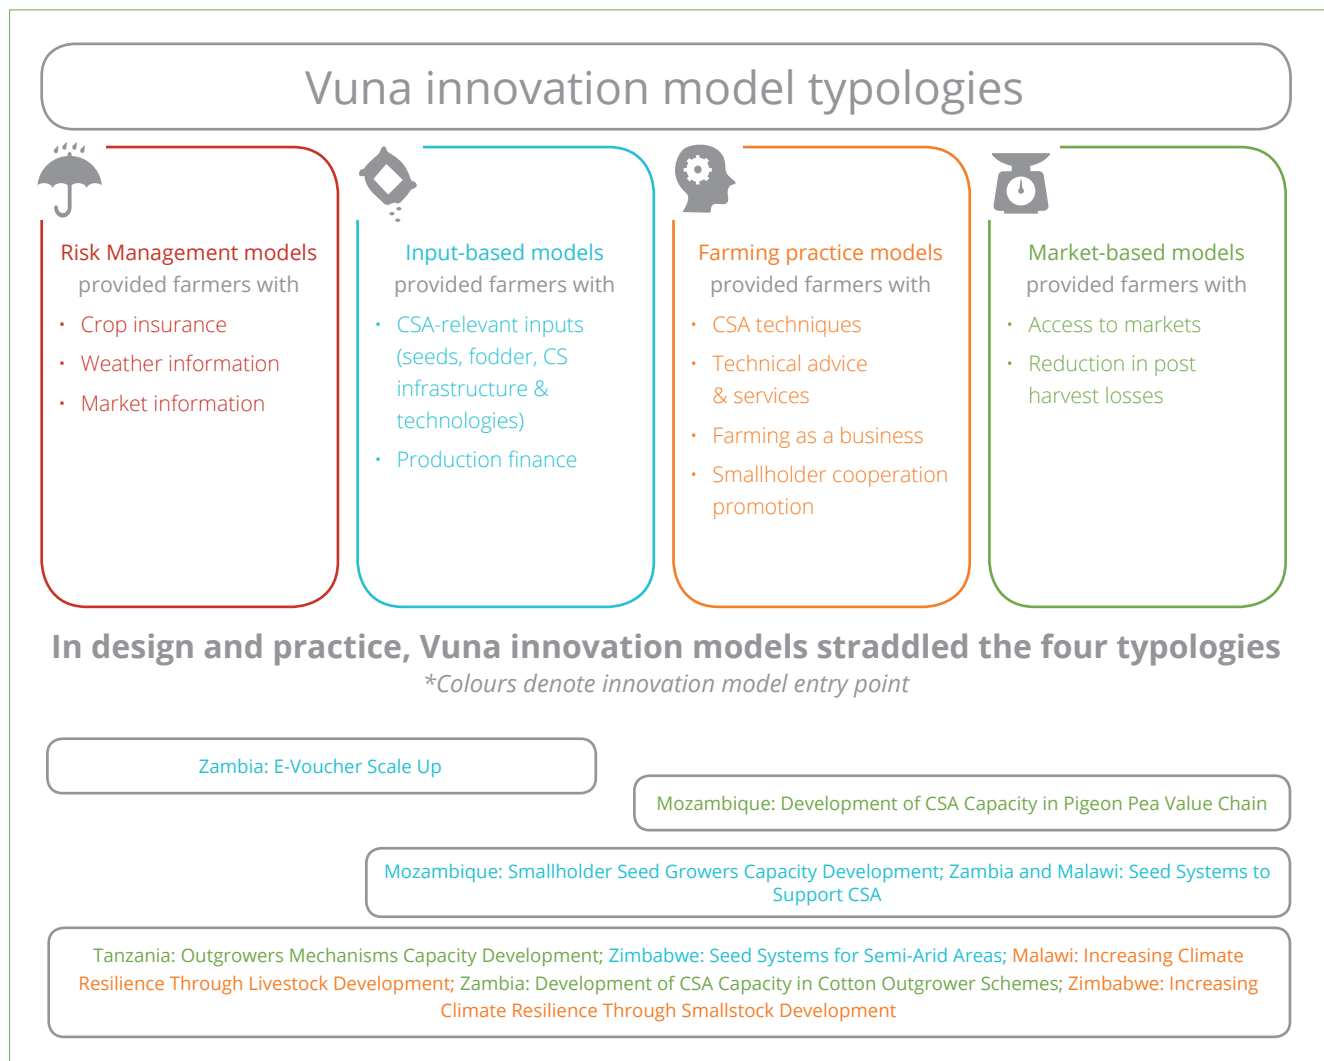 Vuna innovation model typologies
Risk Management models
provided farmers with
• Crop insurance
• Weather information
• Market information
Input-based models
provided farmers with
• CSA-relevant inputs
(seeds, fodder, CS
infrastructure &
technologies)
• Production finance
Farming practice models
provided farmers with
• CSA techniques
• Technical advice
& services
• Farming as a business
• Smallholder cooperation
promotion
Market-based models
provided farmers with
• Access to markets
• Reduction in post
harvest losses
In design and practice, Vuna innovation models straddled the four typologies
*Colours denote innovation model entry point
Zambia: E-Voucher Scale Up
Mozambique: Development of CSA Capacity in Pigeon Pea Value Chain
Mozambique: Smallholder Seed Growers Capacity Development; Zambia and Malawi: Seed Systems to
Support CSA
Tanzania: Outgrowers Mechanisms Capacity Development; Zimbabwe: Seed Systems for Semi-Arid Areas; Malawi: Increasing Climate
Resilience Through Livestock Development; Zambia: Development of CSA Capacity in Cotton Outgrower Schemes; Zimbabwe: Increasing
Climate Resilience Through Smallstock Development